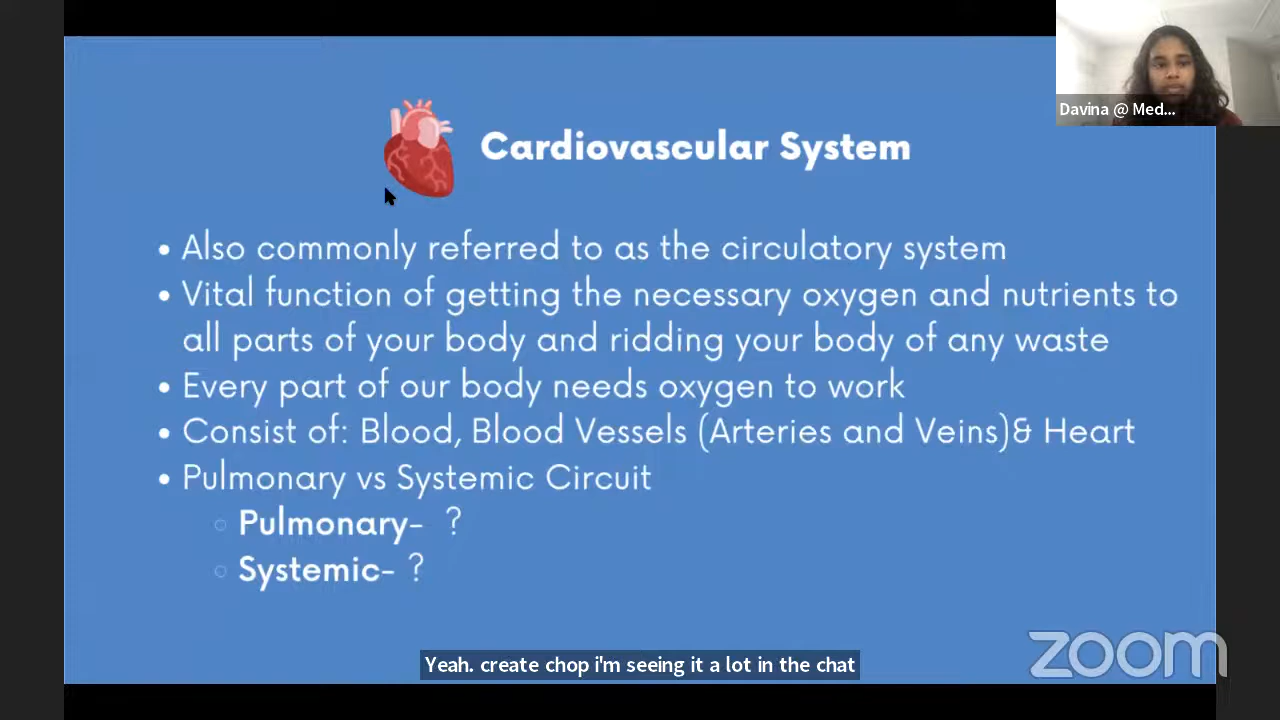 Davina @ Med...
Cardiovascular System
• Also commonly referred to as the circulatory system
• Vital function of getting the necessary oxygen and nutrients to
all parts of your body and ridding your body of any waste
• Every part of our body needs oxygen to work
• Consist of: Blood, Blood Vessels (Arteries and Veins)& Heart
• Pulmonary vs Systemic Circuit
○ Pulmonary- ?
○ Systemic- ?
Yeah. create chop i'm seeing it a lot in the chat
zoom